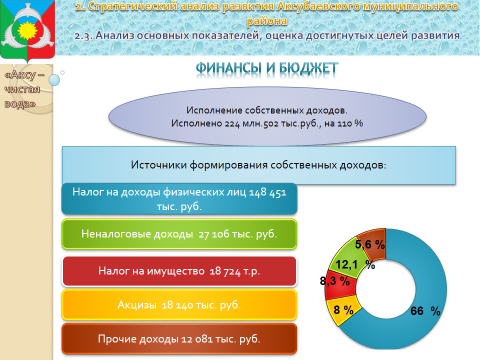 2. Стратегический анализ развития Аксубаевского муниципального
района
2.3. Анализ основных показателей, оценка достигнутых целей развития
«Аксу –
чистая
вода»
ФИНАНСЫ И БЮДЖЕТ
Исполнение собственных доходов.
Исполнено 224 млн.502 тыс.руб., на 110 %
Источники формирования собственных доходов:
Налог на доходы физических лиц 148 451
тыс. руб.
Неналоговые доходы 27 106 тыс. руб.
Налог на имущество 18 724 т.р.
Акцизы 18 140 тыс. руб.
Прочие доходы 12 081 тыс. руб.
5,6 %
12,1 %
8,3 %
8 %
66 %